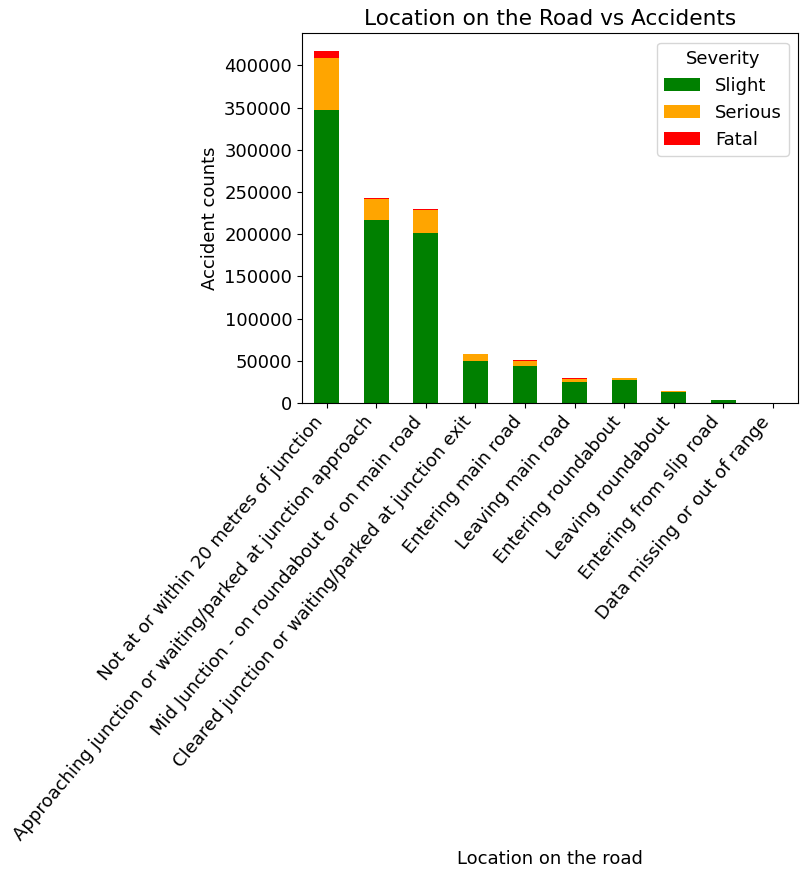 Location on the Road vs Accidents
Severity
Slight
Serious
Fatal
Accident counts
400000
350000
300000
250000
200000
150000
100000
50000
0
Not at or within 20 metres of junction
Approaching junction or waiting/parked at junction approach
Mid Junction - on roundabout or on main road
Cleared junction or waiting/parked at junction exit
Entering main road
Leaving main road
Entering roundabout
Leaving roundabout
Entering from slip road
Data missing or out of range
Location on the road